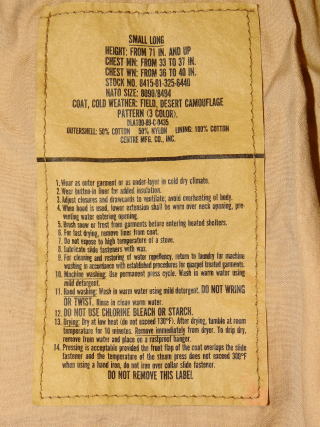 SMALL LONG
HEIGHT: FROM 71 IN. AND UP
CHEST MN: FROM 33 TO 37 IN.
CHEST WN: FROM 36 TO 40 IN.
STOCK NO. 8415-01-325-6440
NATO SIZE: 8090/8494
COAT, COLD WEATHER: FIELD, DESERT CAMOUFLAGE
PATTERN (3 COLOR).
DLA100-89-C-0435
OUTERSHELL: 50% COTTON 50% NYLON LINING: 100% COTTON
CENTRE MFG. CO., INC.
1. Wear as outer garment or as under-layer in cold dry climate.
2. Wear button-in liner for added insulation.
3. Adjust closures and drawcords to ventilate; avoid overheating of body.
4. When hood is used, lower extension shall be worn over neck opening, pre-
venting water entering opening.
5. Brush snow or frost from garments before entering heated shelters.
6. For fast drying, remove liner from coat.
7. Do not expose to high temperature of a stove.
8. Lubricate slide fasteners with wax.
9. For cleaning and restoring of water repellency, return to laundry for machine
washing in accordance with established procedures for quarpel treated garments.
10. Machine washing: Use permanent press cycle. Wash in warm water using
mild detergent.
11. Hand washing: Wash in warm water using mild detergent. DO NOT WRING
OR TWIST. Rinse in clean warm water.
12. DO NOT USE CHLORINE BLEACH OR STARCH.
13. Drying: Dry at low heat (do not exceed 130°F). After drying, tumble at room
temperature for 10 minutes. Remove immediately from dryer. To drip dry,
remove from water and place on a rustproof hanger.
14. Pressing is acceptable provided the front flap of the coat overlaps the slide
fastener and the temperature of the steam press does not exceed 300°F
when using a hand iron, do not iron over collar slide fastener.
DO NOT REMOVE THIS LABEL